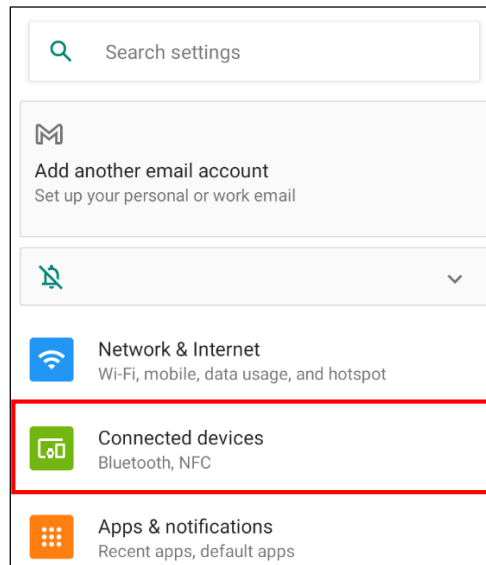 Search settings
Add another email account
Set up your personal or work email
Network & Internet
Wi-Fi, mobile, data usage, and hotspot
Connected devices
Bluetooth, NFC
Apps & notifications
Recent apps, default apps